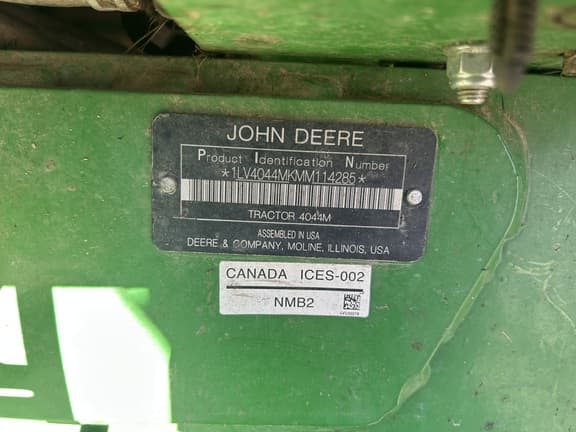 JOHN DEERE
Product Identification Number
*1LV4044MKMM114285*
TRACTOR 4044M
ASSEMBLED IN USA
DEERE & COMPANY, MOLINE, ILLINOIS, USA
CANADA ICES-002
NMB2